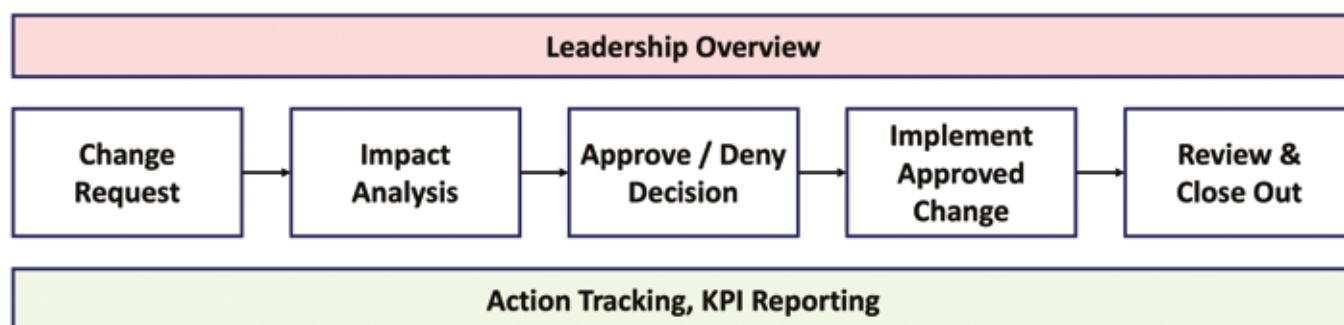 Leadership Overview
Change
Request
Impact
Analysis
Approve / Deny
Decision
Implement
Approved
Change
Review &
Close Out
Action Tracking, KPI Reporting